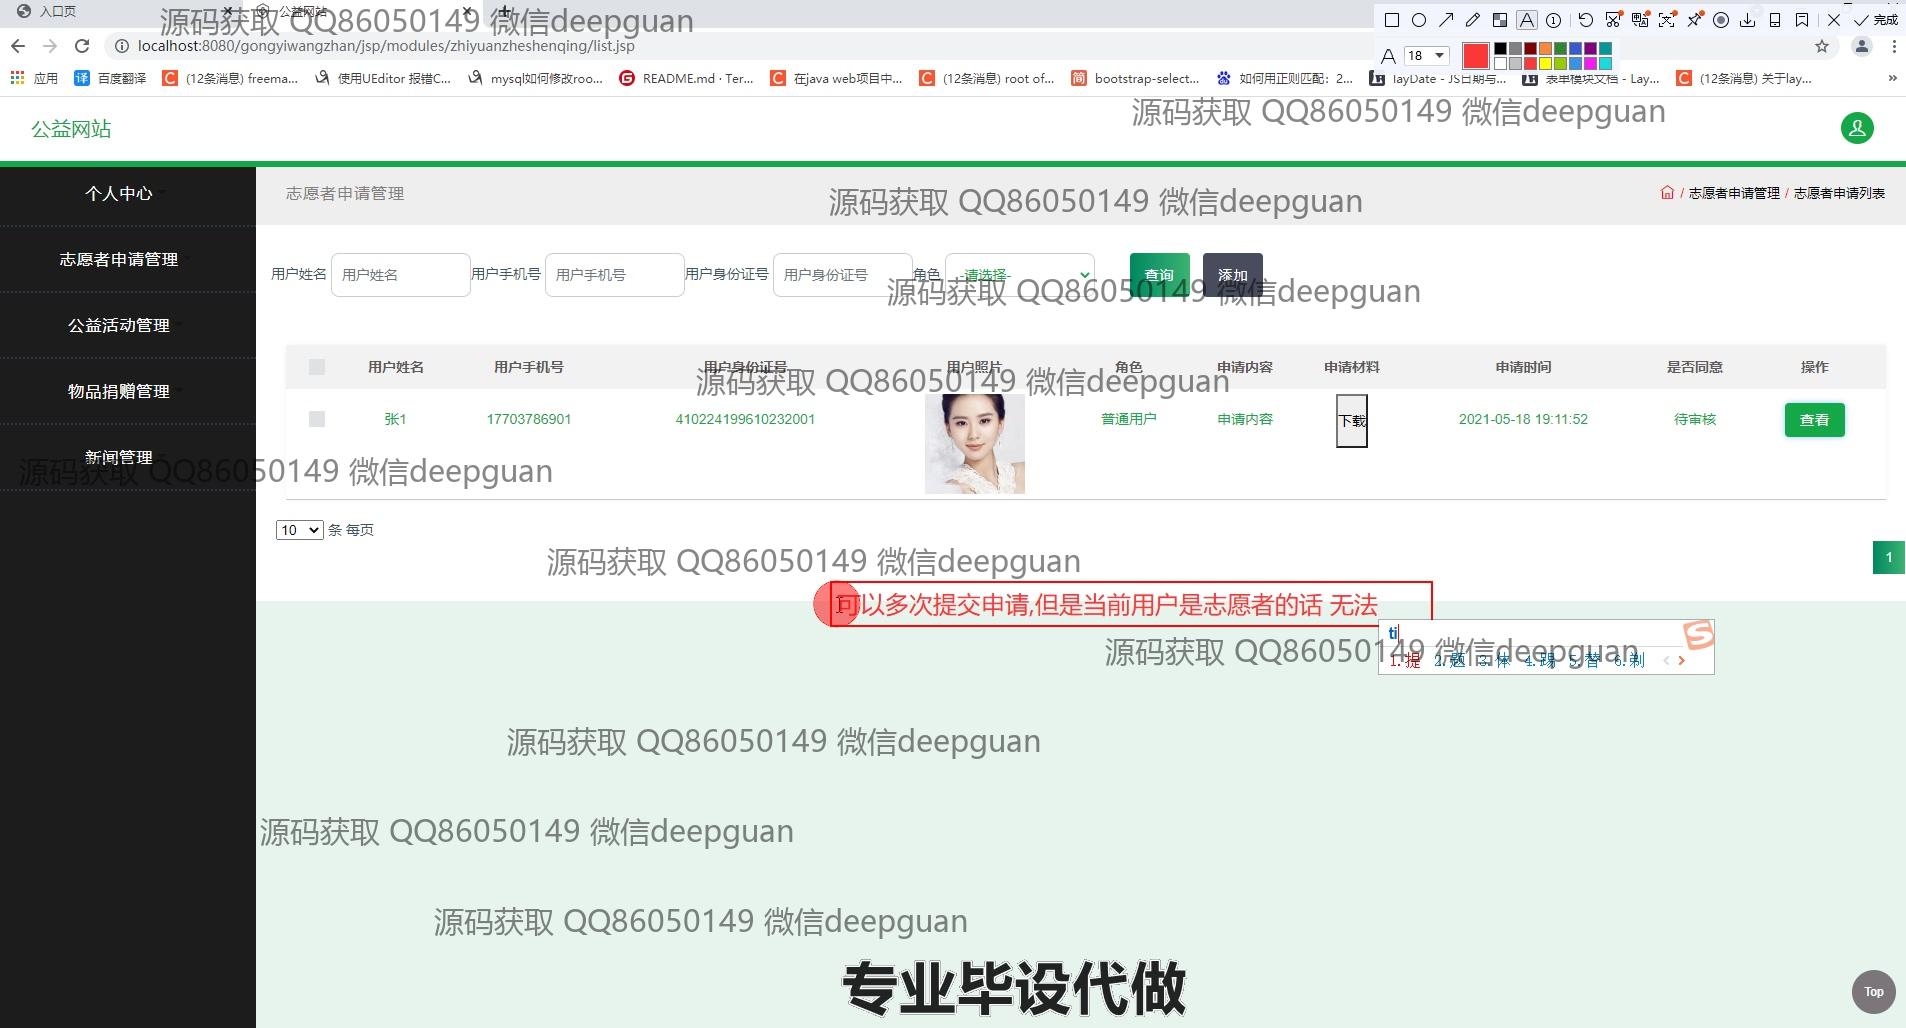 入口页
公益网站
源码获取 QQ86050149 微信deepguan
localhost:8080/gongyiwangzhan/jsp/modules/zhiyuanzheshenqing/list.jsp
完成
18
应用
百度翻译
(12条消息) freema...
使用UEditor 报错C...
mysql如何修改roo...
README.md · Ter...
在java web项目中...
(12条消息) root of...
bootstrap-select...
如何用正则匹配：2...
layDate - JS日期与...
表单模块文档 - Lay...
(12条消息) 关于lay...
»
源码获取 QQ86050149 微信deepguan
公益网站
个人中心
志愿者申请管理
公益活动管理
物品捐赠管理
新闻管理
志愿者申请管理
源码获取 QQ86050149 微信deepguan
/ 志愿者申请管理 / 志愿者申请列表
用户姓名 用户姓名 用户手机号 用户手机号 用户身份证号 用户身份证号 角色 -请选择- 查询 添加
源码获取 QQ86050149 微信deepguan
用户姓名 用户手机号 用户身份证号 用户照片 角色 申请内容 申请材料 申请时间 是否同意 操作
源码获取 QQ86050149 微信deepguan
张1 17703786901 410224199610232001 普通用户 申请内容 下载 2021-05-18 19:11:52 待审核 查看
源码获取 QQ86050149 微信deepguan
10 条 每页
1
源码获取 QQ86050149 微信deepguan
可以多次提交申请,但是当前用户是志愿者的话 无法
ti
1.提 2.题 3.体 4.踢 5.替 6.剃
源码获取 QQ86050149 微信deepguan
源码获取 QQ86050149 微信deepguan
源码获取 QQ86050149 微信deepguan
源码获取 QQ86050149 微信deepguan
专业毕设代做
Top